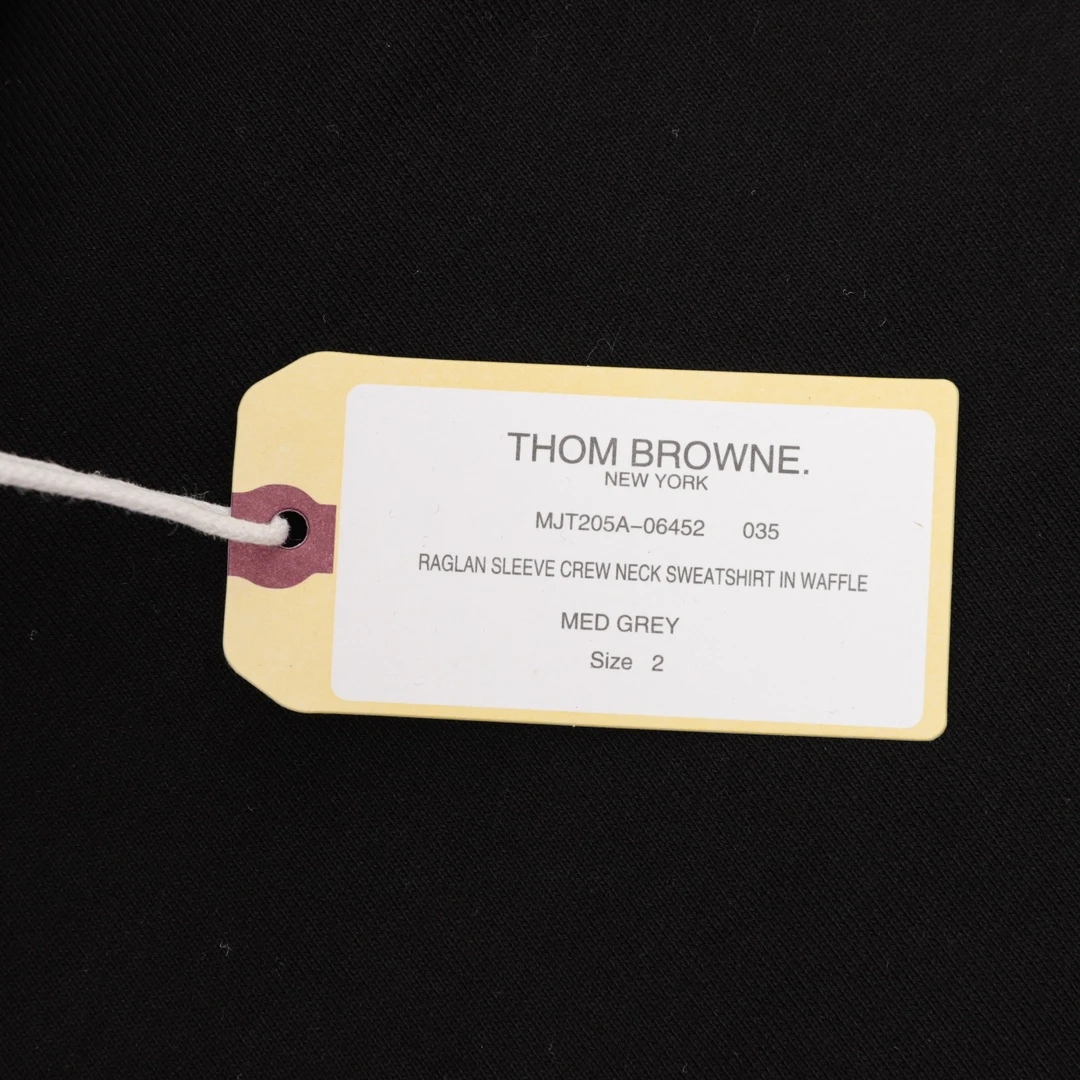 THOM BROWNE.
NEW YORK
MJT205A-06452 035
RAGLAN SLEEVE CREW NECK SWEATSHIRT IN WAFFLE
MED GREY
Size 2